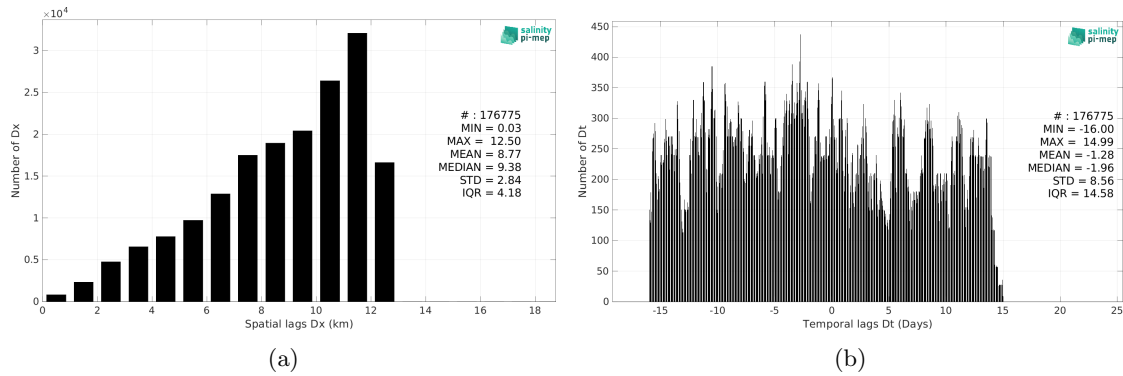 ×10^4
3
2.5
2
1.5
1
0.5
0
Number of Dx
0 2 4 6 8 10 12 14 16 18
Spatial lags Dx (km)
salinity
pi-mep
# : 176775
MIN = 0.03
MAX = 12.50
MEAN = 8.77
MEDIAN = 9.38
STD = 2.84
IQR = 4.18
(a)
450
400
350
300
250
200
150
100
50
0
Number of Dt
-15 -10 -5 0 5 10 15 20 25
Temporal lags Dt (Days)
salinity
pi-mep
# : 176775
MIN = -16.00
MAX = 14.99
MEAN = -1.28
MEDIAN = -1.96
STD = 8.56
IQR = 14.58
(b)